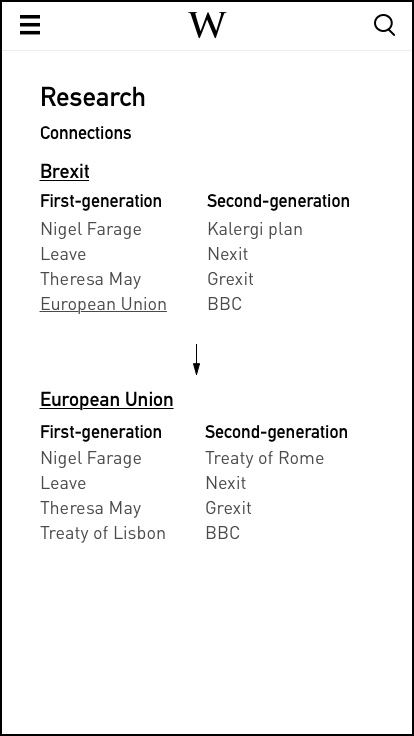 W
Research
Connections
Brexit
First-generation Second-generation
Nigel Farage Kalergi plan
Leave Nexit
Theresa May Grexit
European Union BBC
European Union
First-generation Second-generation
Nigel Farage Treaty of Rome
Leave Nexit
Theresa May Grexit
Treaty of Lisbon BBC